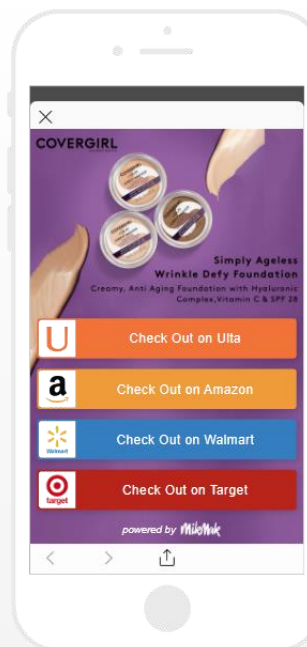 COVERGIRL
Simply Ageless
Wrinkle Defy Foundation
Creamy, Anti Aging Foundation with Hyaluronic
Complex,Vitamin C & SPF 28
U
Check Out on Ulta
a
Check Out on Amazon
Walmart
Check Out on Walmart
target
Check Out on Target
powered by MikMak